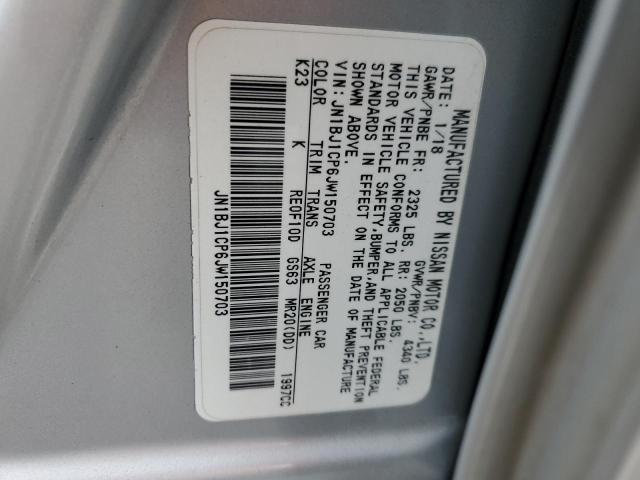 MANUFACTURED BY NISSAN MOTOR CO.,LTD.
DATE: 1/18 GVWR/PNBV: 4340 LBS.
GAWR/PNBE FR: 2325 LBS. RR: 2050 LBS.
THIS VEHICLE CONFORMS TO ALL APPLICABLE FEDERAL
MOTOR VEHICLE SAFETY,BUMPER,AND THEFT PREVENTION
STANDARDS IN EFFECT ON THE DATE OF MANUFACTURE
SHOWN ABOVE.
VIN:JN1BJ1CP6JW150703 PASSENGER CAR
COLOR TRIM TRANS AXLE ENGINE
K23 K RE0F10D GS63 MR20(DD) 1997CC
JN1BJ1CP6JW150703